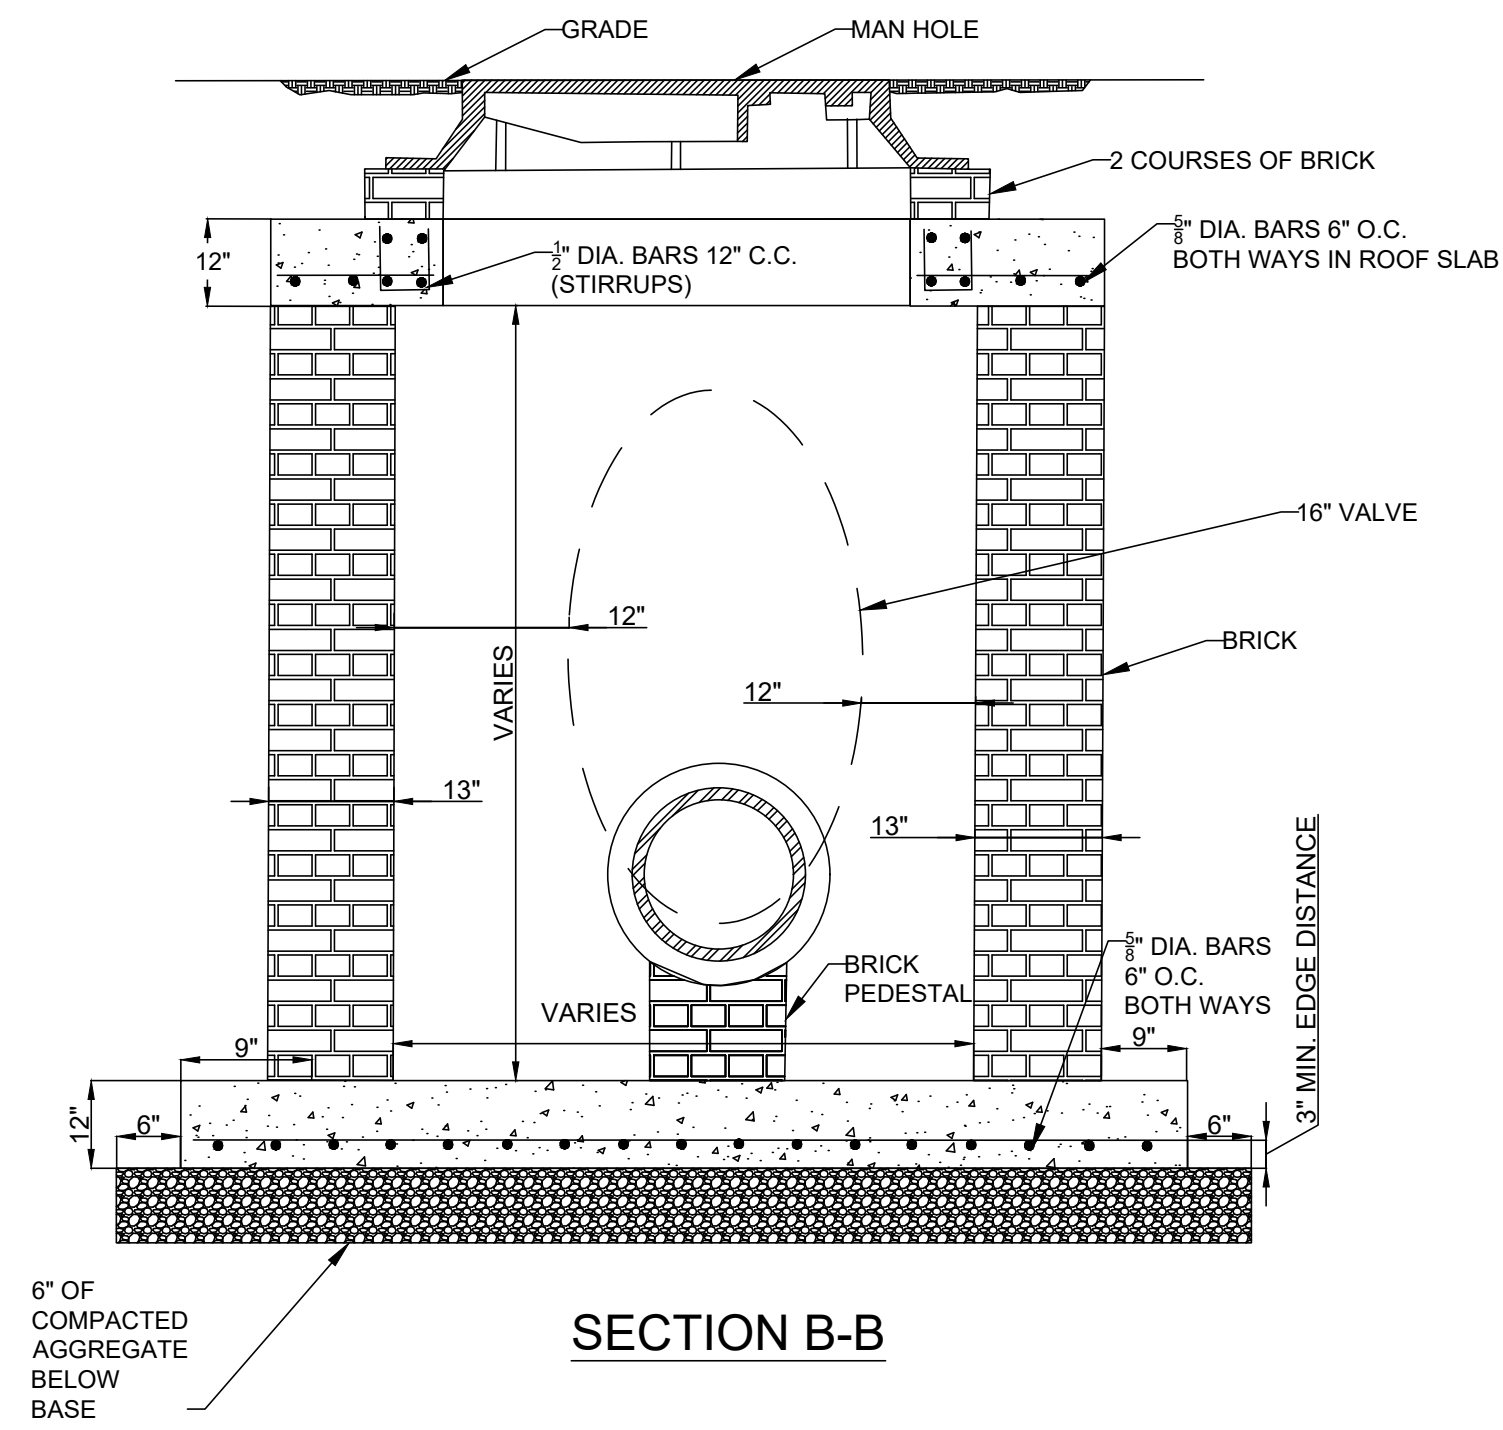 GRADE
MAN HOLE
2 COURSES OF BRICK
5/8" DIA. BARS 6" O.C.
BOTH WAYS IN ROOF SLAB
12"
1/2" DIA. BARS 12" C.C.
(STIRRUPS)
16" VALVE
12"
BRICK
VARIES
12"
13"
13"
3" MIN. EDGE DISTANCE
5/8" DIA. BARS
6" O.C.
BOTH WAYS
BRICK
PEDESTAL
VARIES
9"
9"
12"
6"
6"
6" OF
COMPACTED
AGGREGATE
BELOW
BASE
SECTION B-B